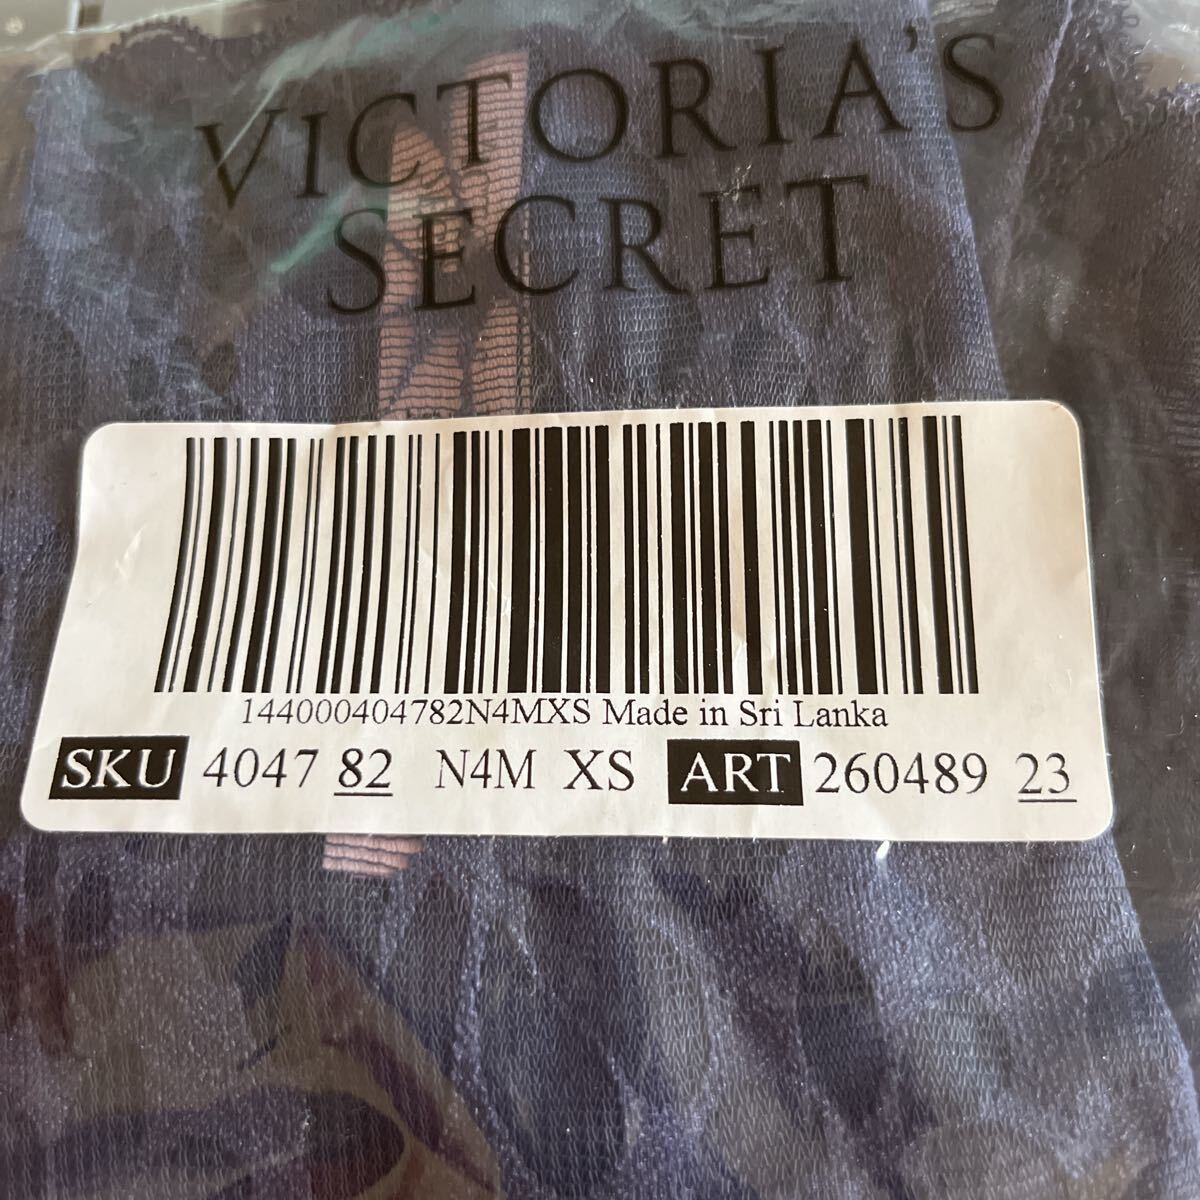 VICTORIA'S
SECRET
144000404782N4MXS Made in Sri Lanka
SKU 4047 82 N4M XS ART 260489 23